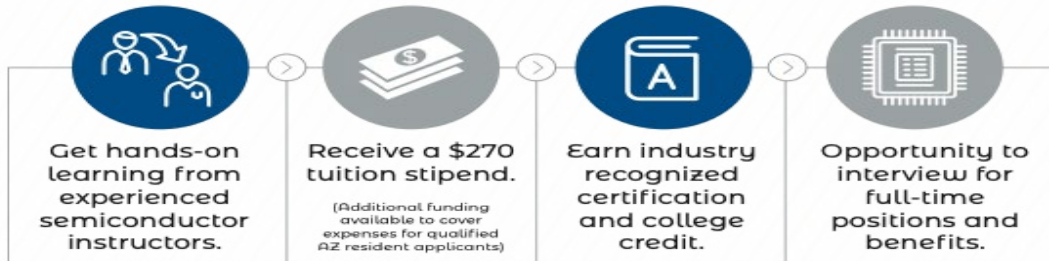 Get hands-on
learning from
experienced
semiconductor
instructors.
$
Receive a $270
tuition stipend.
(Additional funding
available to cover
expenses for qualified
AZ resident applicants)
A
Earn industry
recognized
certification
and college
credit.
Opportunity to
interview for
full-time
positions and
benefits.